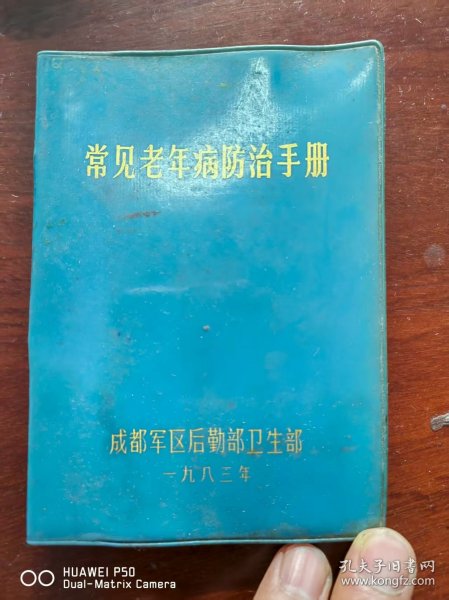 常见老年病防治手册
成都军区后勤部卫生部
一九八三年
HUAWEI P50
Dual-Matrix Camera
孔夫子旧书网
www.kongfz.com